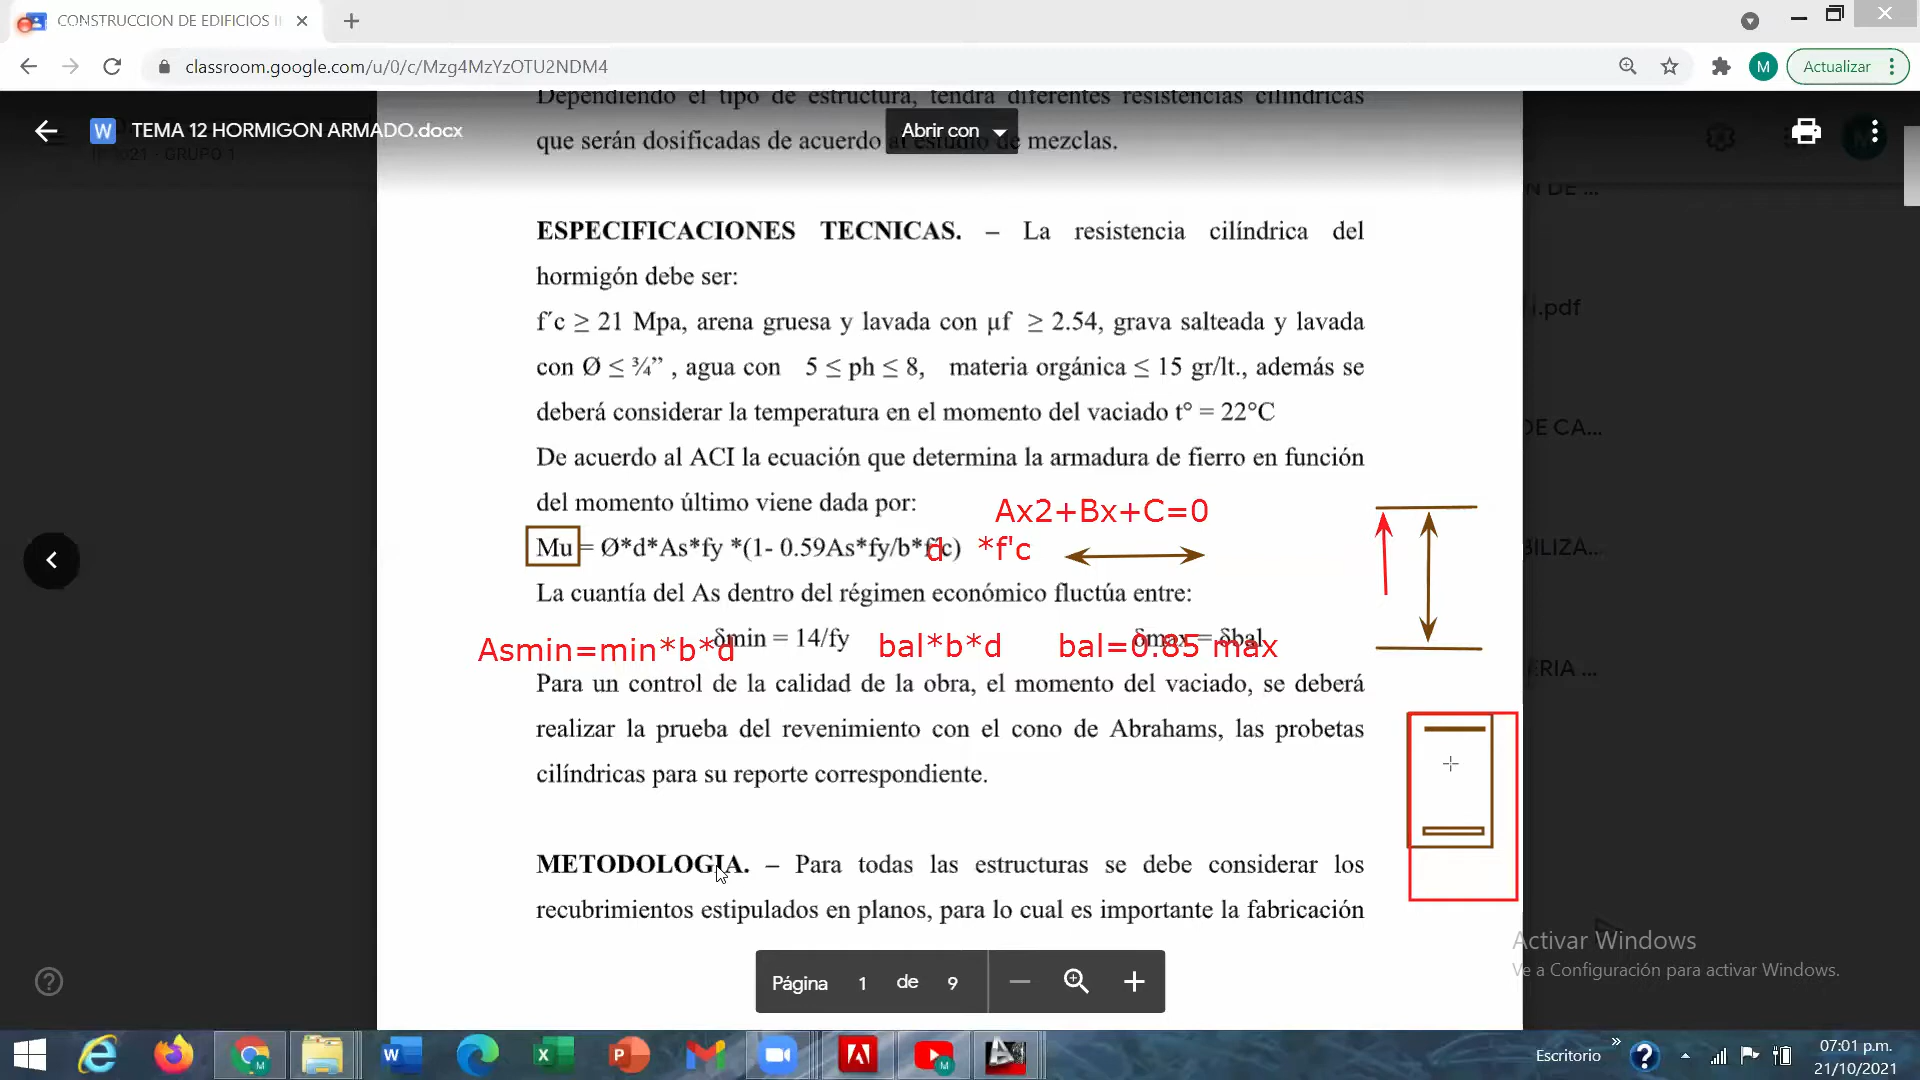 CONSTRUCCION DE EDIFICIOS II
classroom.google.com/u/0/c/Mzg4MzYzOTU2NDM4
M
Actualizar
W
TEMA 12 HORMIGON ARMADO.docx
Abrir con
Dependiendo el tipo de estructura, tendrá diferentes resistencias cilíndricas
que serán dosificadas de acuerdo al estudio de mezclas.
ESPECIFICACIONES TECNICAS. – La resistencia cilíndrica del
hormigón debe ser:
f´c ≥ 21 Mpa, arena gruesa y lavada con µf ≥ 2.54, grava salteada y lavada
con Ø ≤ ¾” , agua con 5 ≤ ph ≤ 8, materia orgánica ≤ 15 gr/lt., además se
deberá considerar la temperatura en el momento del vaciado t° = 22°C
De acuerdo al ACI la ecuación que determina la armadura de fierro en función
del momento último viene dada por:
Ax2+Bx+C=0
Mu = Ø*d*As*fy *(1- 0.59As*fy/b*f'c)
d *f'c
La cuantía del As dentro del régimen económico fluctúa entre:
δmin = 14/fy δmax = δbal
Asmin=min*b*d bal*b*d bal=0.85 max
Para un control de la calidad de la obra, el momento del vaciado, se deberá
realizar la prueba del revenimiento con el cono de Abrahams, las probetas
cilíndricas para su reporte correspondiente.
METODOLOGIA. – Para todas las estructuras se debe considerar los
recubrimientos estipulados en planos, para lo cual es importante la fabricación
N DE ...
.pdf
DE CA...
BILIZA...
ERIA ...
Activar Windows
Ve a Configuración para activar Windows.
Página 1 de 9
Escritorio
07:01 p.m.
21/10/2021